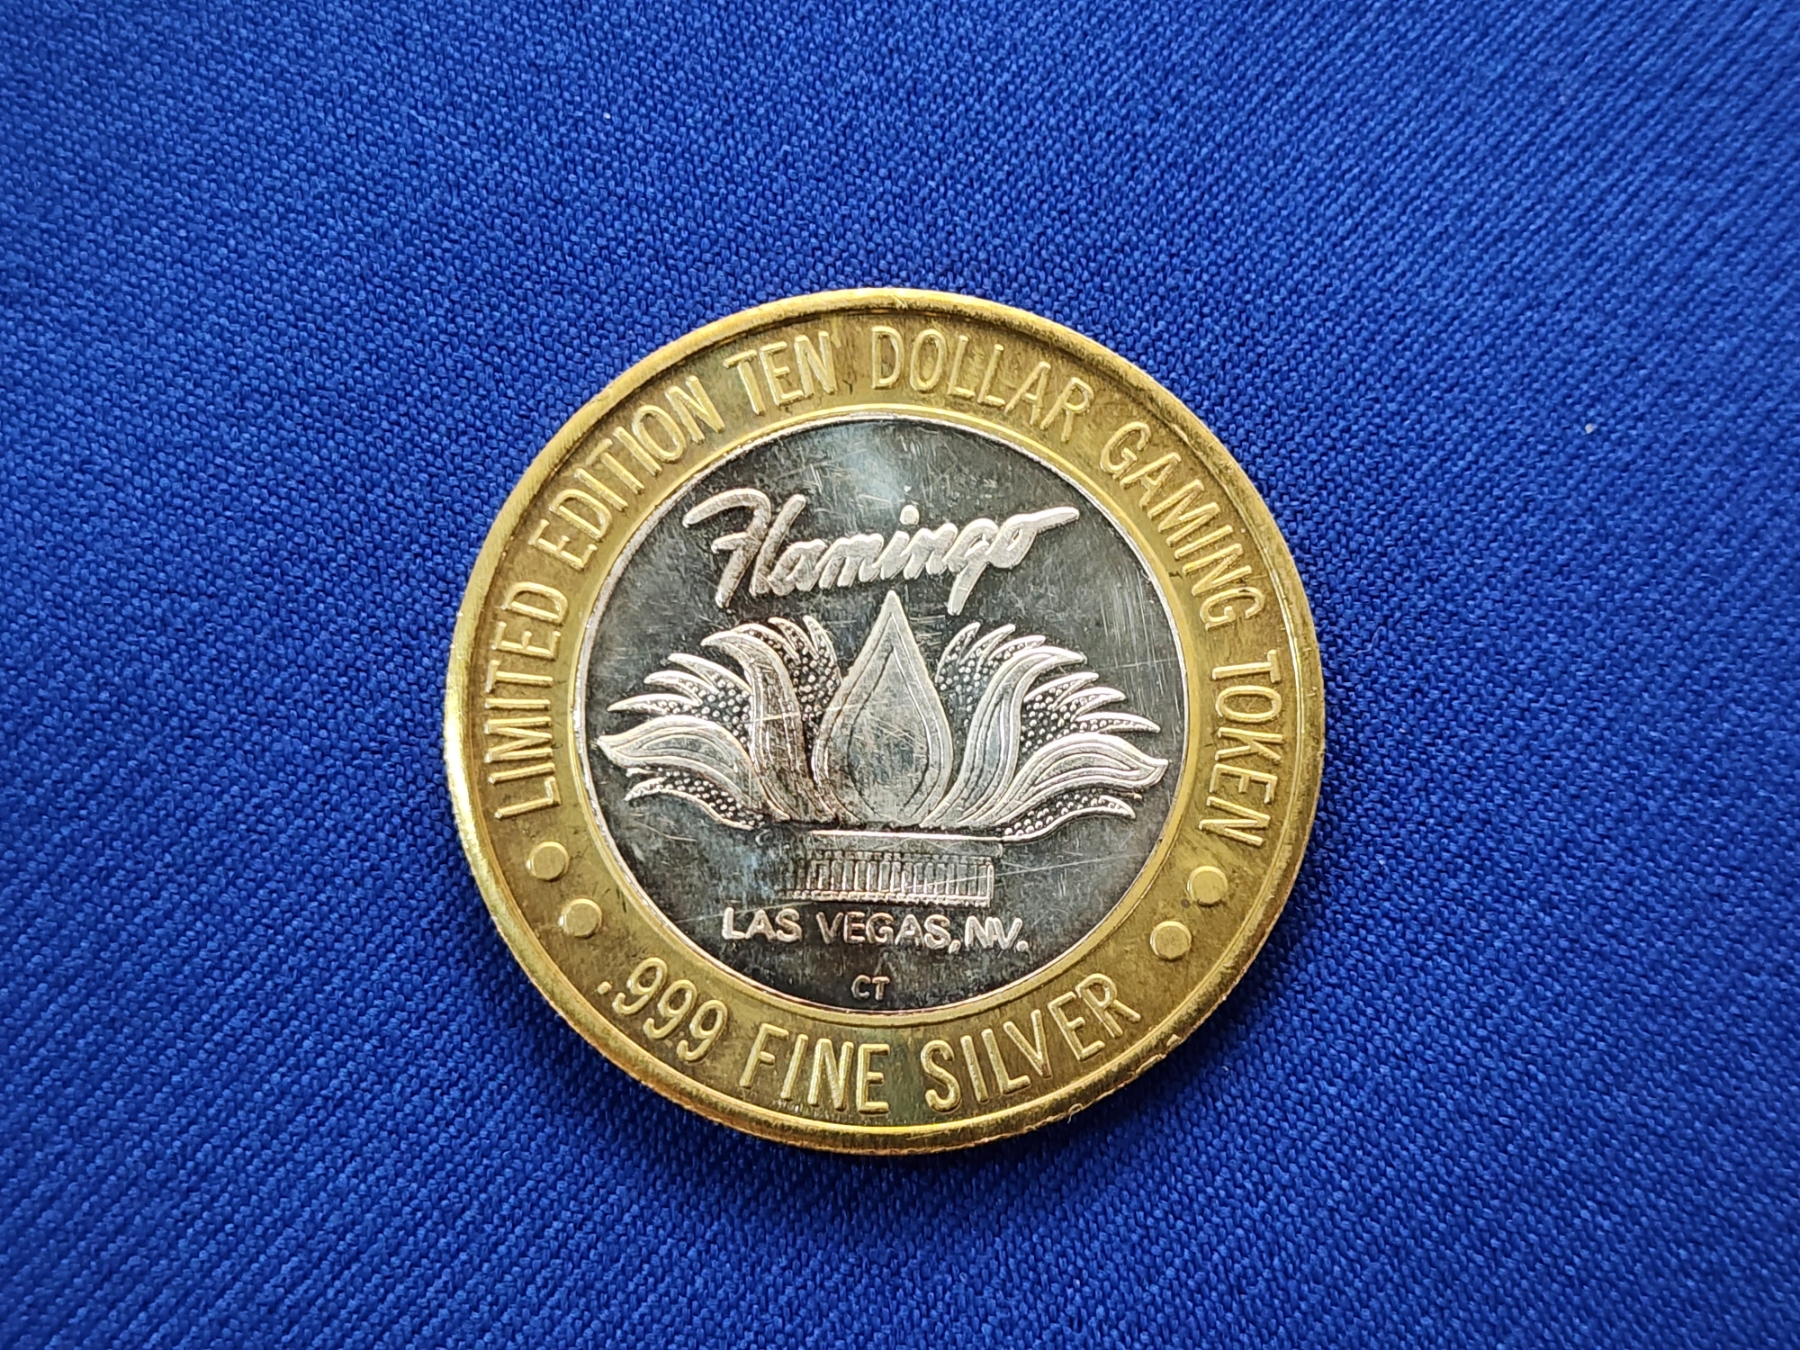 LIMITED EDITION TEN DOLLAR GAMING TOKEN
Flamingo
LAS VEGAS, NV.
CT
.999 FINE SILVER